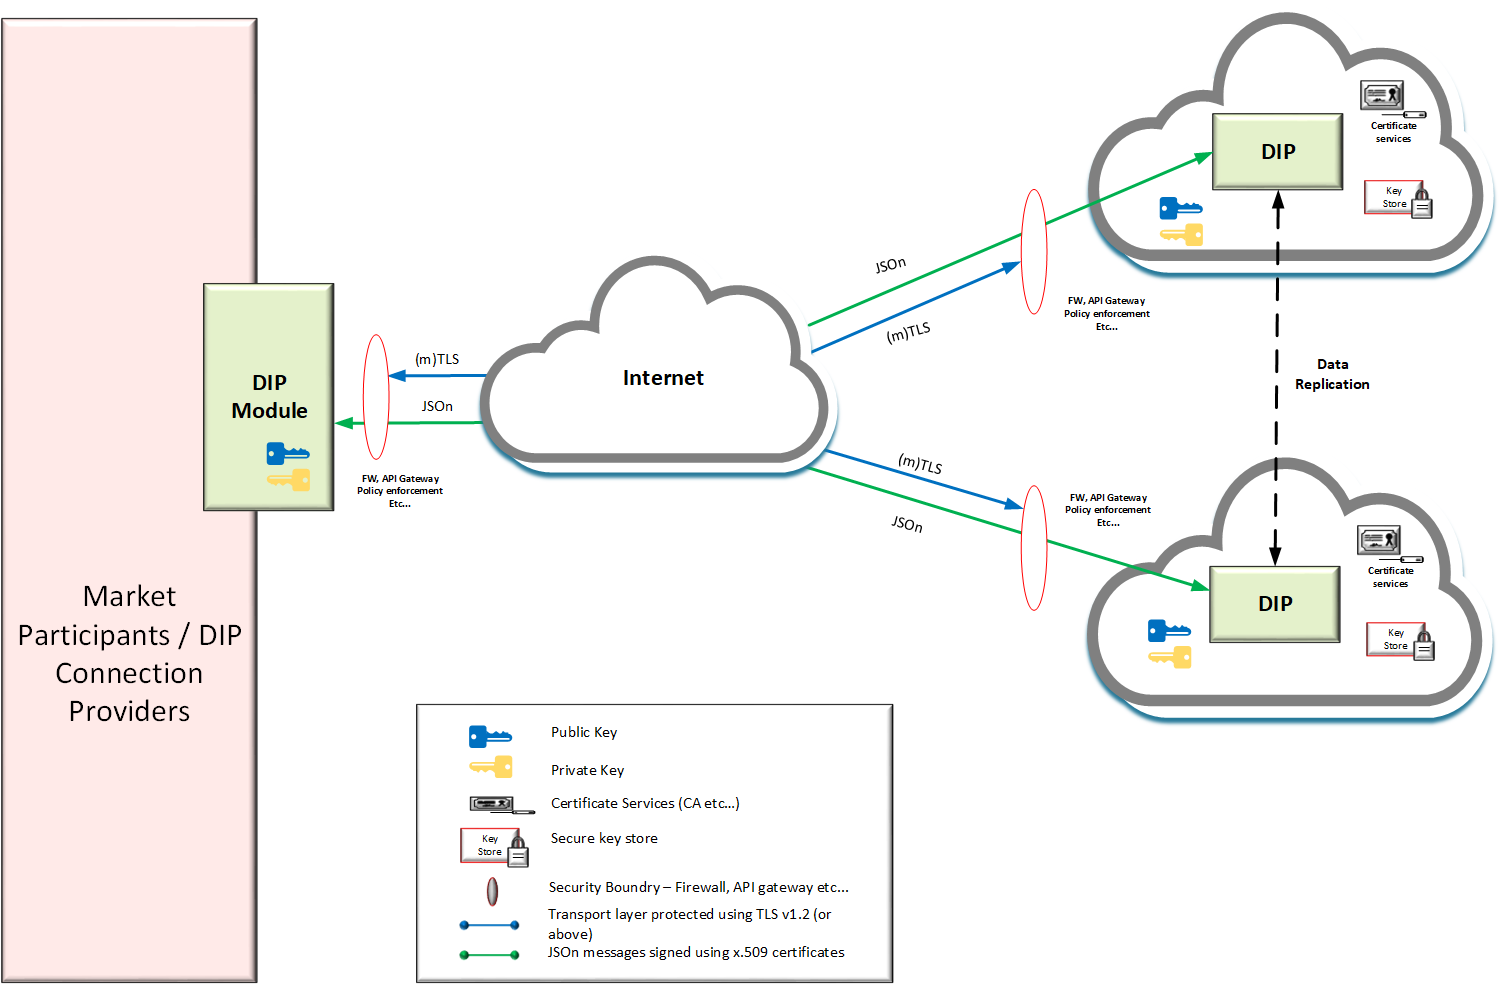 DIP
Certificate
services
Key
Store
JSOn
(m)TLS
FW, API Gateway
Policy enforcement
Etc...
DIP
Module
(m)TLS
JSOn
FW, API Gateway
Policy enforcement
Etc...
Internet
Data
Replication
(m)TLS
JSOn
FW, API Gateway
Policy enforcement
Etc...
DIP
Certificate
services
Key
Store
Market
Participants / DIP
Connection
Providers
Public Key
Private Key
Certificate Services (CA etc...)
Key
Store
Secure key store
Security Boundry – Firewall, API gateway etc...
Transport layer protected using TLS v1.2 (or
above)
JSOn messages signed using x.509 certificates